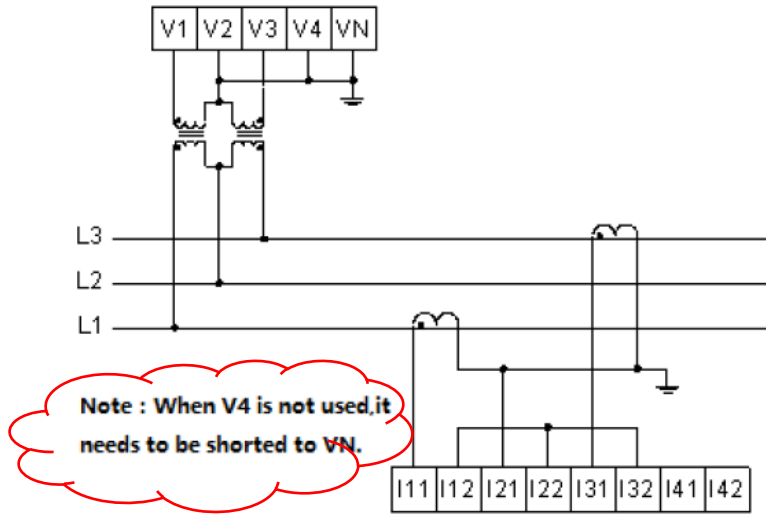 V1 V2 V3 V4 VN
L3
L2
L1
Note : When V4 is not used,it
needs to be shorted to VN.
I11 I12 I21 I22 I31 I32 I41 I42